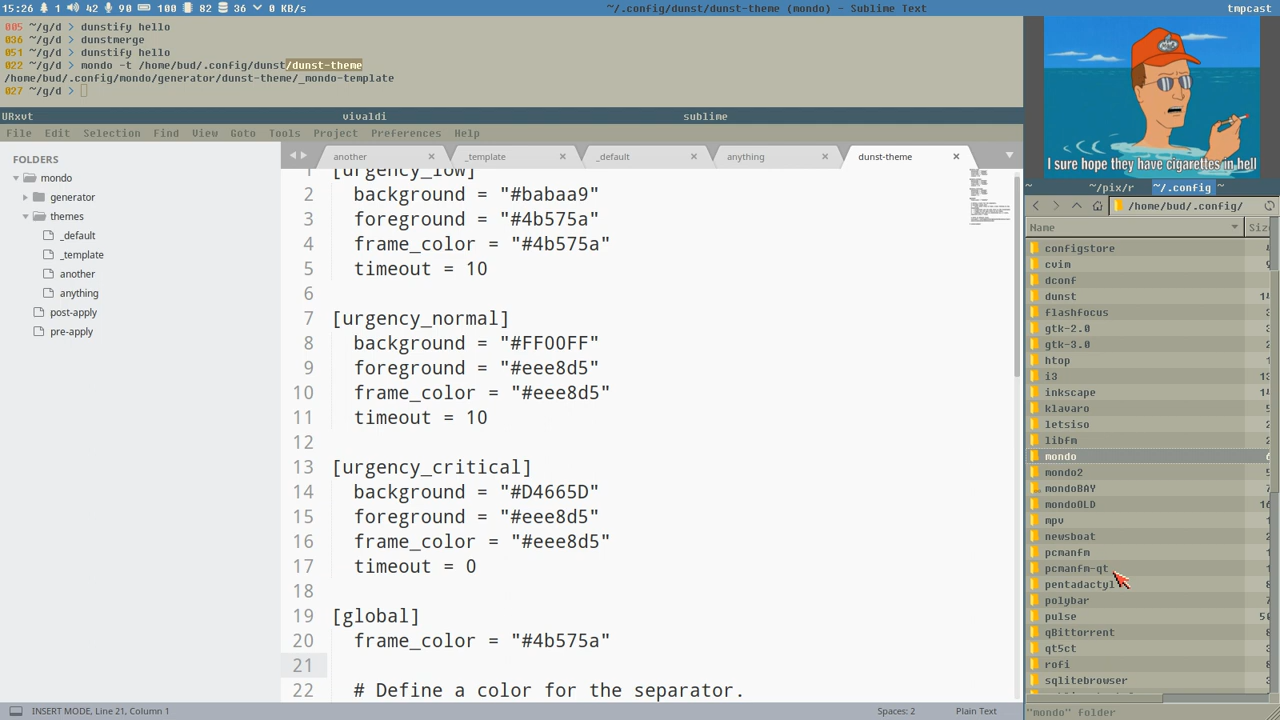 15:26 1 42 90 100 82 36 0 KB/s
~/.config/dunst/dunst-theme (mondo) - Sublime Text
tmpcast
005 ~/g/d > dunstify hello
036 ~/g/d > dunstmerge
051 ~/g/d > dunstify hello
022 ~/g/d > mondo -t /home/bud/.config/dunst/dunst-theme
/home/bud/.config/mondo/generator/dunst-theme/_mondo-template
027 ~/g/d >
URxvt vivaldi sublime
File Edit Selection Find View Goto Tools Project Preferences Help
FOLDERS
mondo
generator
themes
_default
_template
another
anything
post-apply
pre-apply
another _template _default anything dunst-theme
1 [urgency_low]
2 background = "#babaa9"
3 foreground = "#4b575a"
4 frame_color = "#4b575a"
5 timeout = 10
6
7 [urgency_normal]
8 background = "#FF00FF"
9 foreground = "#eee8d5"
10 frame_color = "#eee8d5"
11 timeout = 10
12
13 [urgency_critical]
14 background = "#D4665D"
15 foreground = "#eee8d5"
16 frame_color = "#eee8d5"
17 timeout = 0
18
19 [global]
20 frame_color = "#4b575a"
21
22 # Define a color for the separator.
INSERT MODE, Line 21, Column 1
Spaces: 2 Plain Text
I sure hope they have cigarettes in hell
~ ~/pix/r ~/.config ~
/home/bud/.config/
Name Siz
configstore
cvim
dconf
dunst
flashfocus
gtk-2.0
gtk-3.0
htop
i3
inkscape
klavaro
letsiso
libfm
mondo
mondo2
mondoBAY
mondoOLD
mpv
newsboat
pcmanfm
pcmanfm-qt
pentadactyl
polybar
pulse
qBittorrent
qt5ct
rofi
sqlitebrowser
"mondo" folder